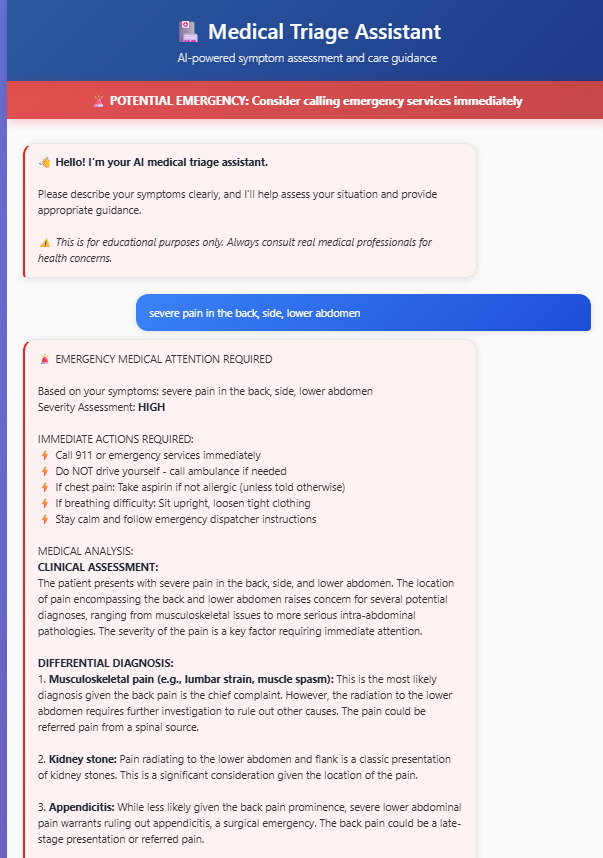 Medical Triage Assistant
AI-powered symptom assessment and care guidance
POTENTIAL EMERGENCY: Consider calling emergency services immediately
Hello! I'm your AI medical triage assistant.
Please describe your symptoms clearly, and I'll help assess your situation and provide
appropriate guidance.
This is for educational purposes only. Always consult real medical professionals for
health concerns.
severe pain in the back, side, lower abdomen
EMERGENCY MEDICAL ATTENTION REQUIRED
Based on your symptoms: severe pain in the back, side, lower abdomen
Severity Assessment: HIGH
IMMEDIATE ACTIONS REQUIRED:
Call 911 or emergency services immediately
Do NOT drive yourself - call ambulance if needed
If chest pain: Take aspirin if not allergic (unless told otherwise)
If breathing difficulty: Sit upright, loosen tight clothing
Stay calm and follow emergency dispatcher instructions
MEDICAL ANALYSIS:
CLINICAL ASSESSMENT:
The patient presents with severe pain in the back, side, and lower abdomen. The location
of pain encompassing the back and lower abdomen raises concern for several potential
diagnoses, ranging from musculoskeletal issues to more serious intra-abdominal
pathologies. The severity of the pain is a key factor requiring immediate attention.
DIFFERENTIAL DIAGNOSIS:
1. Musculoskeletal pain (e.g., lumbar strain, muscle spasm): This is the most likely
diagnosis given the back pain is the chief complaint. However, the radiation to the lower
abdomen requires further investigation to rule out other causes. The pain could be
referred pain from a spinal source.
2. Kidney stone: Pain radiating to the lower abdomen and flank is a classic presentation
of kidney stones. This is a significant consideration given the location of the pain.
3. Appendicitis: While less likely given the back pain prominence, severe lower abdominal
pain warrants ruling out appendicitis, a surgical emergency. The back pain could be a late-
stage presentation or referred pain.